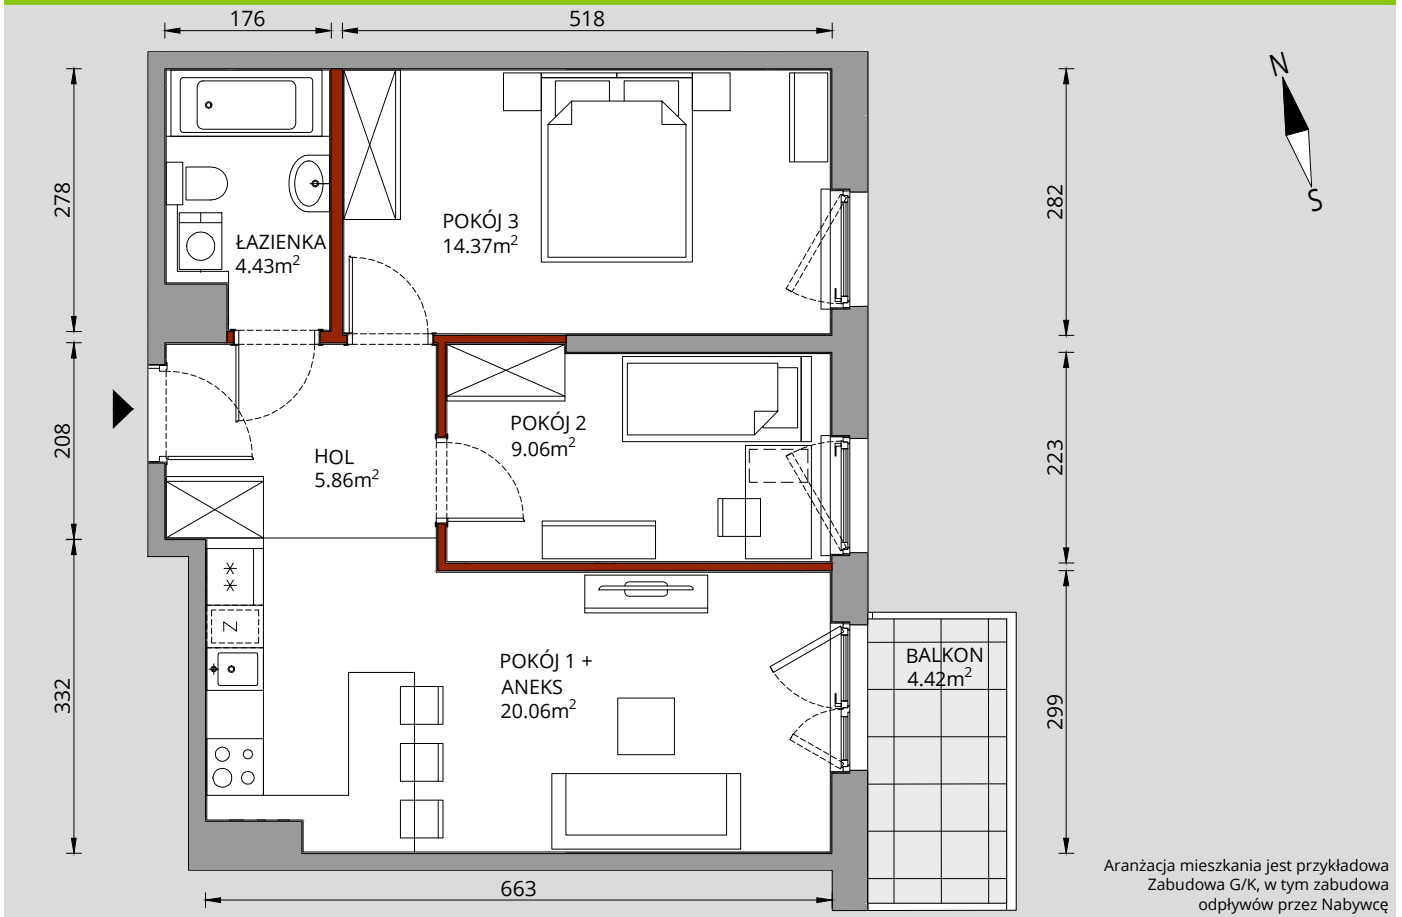 176
518
N
S
278
282
POKÓJ 3
14.37m²
ŁAZIENKA
4.43m²
208
223
POKÓJ 2
9.06m²
HOL
5.86m²
**
Z
332
299
POKÓJ 1 +
ANEKS
20.06m²
BALKON
4.42m²
663
Aranżacja mieszkania jest przykładowa
Zabudowa G/K, w tym zabudowa
odpływów przez Nabywcę